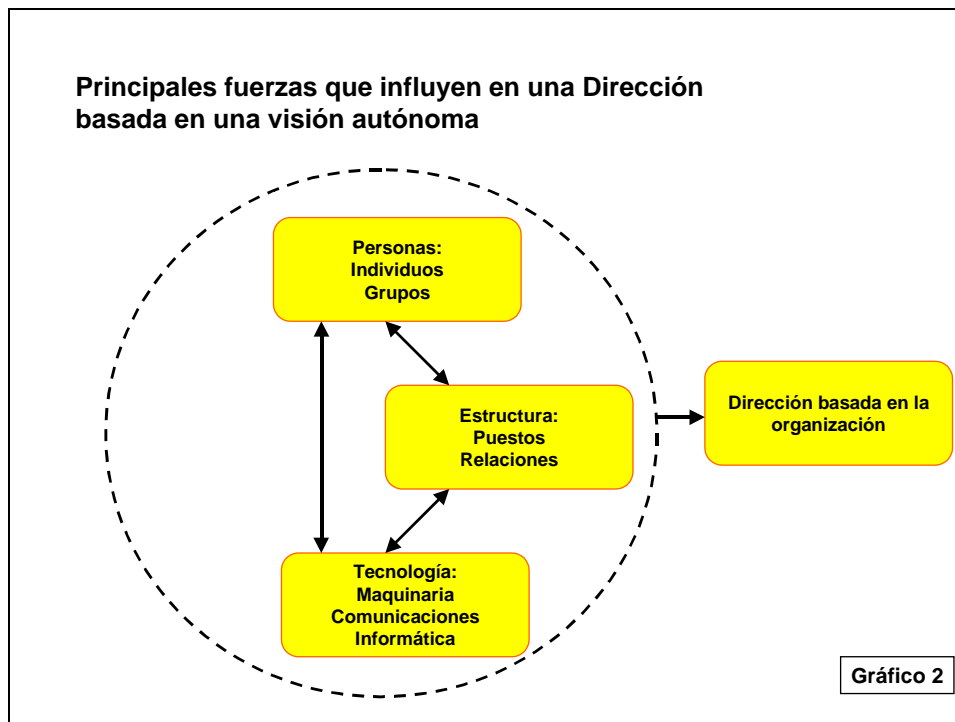 Principales fuerzas que influyen en una Dirección
basada en una visión autónoma
Personas:
Individuos
Grupos
Estructura:
Puestos
Relaciones
Dirección basada en la
organización
Tecnología:
Maquinaria
Comunicaciones
Informática
Gráfico 2